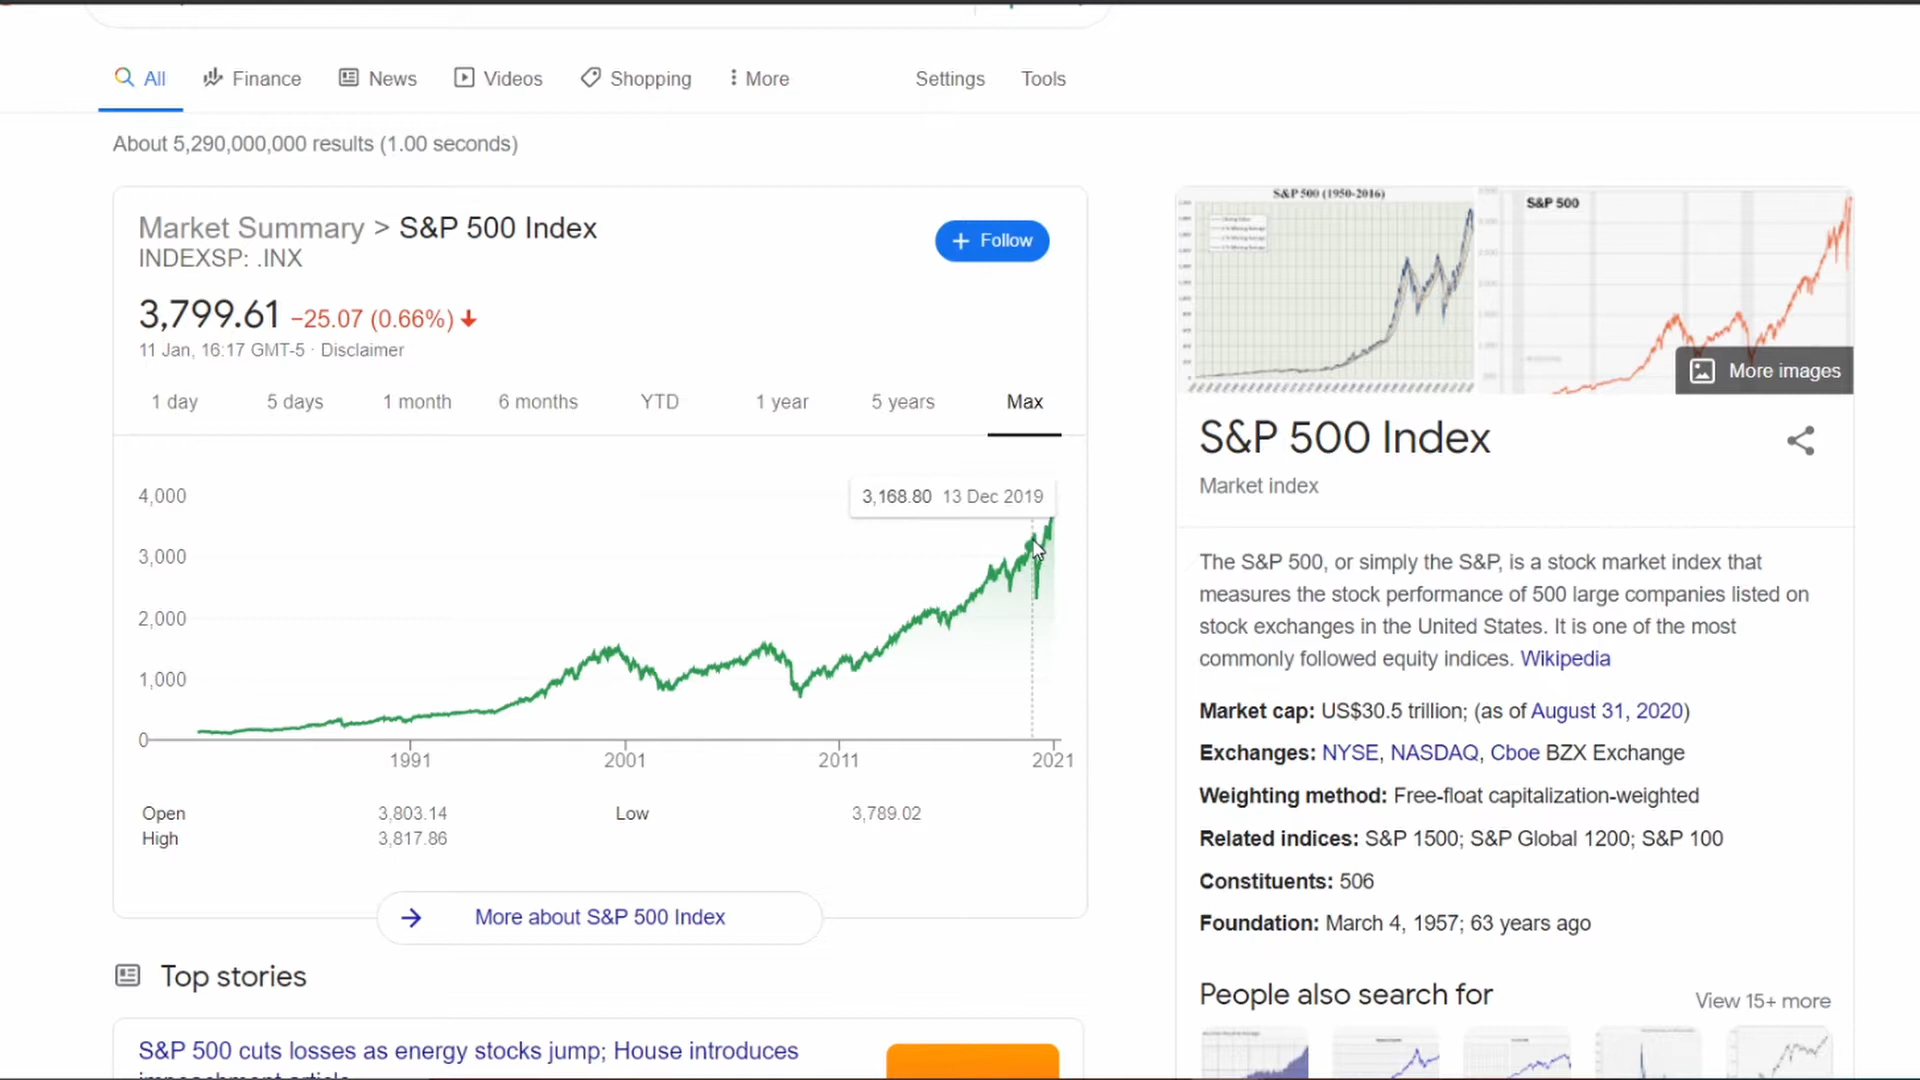 All
Finance
News
Videos
Shopping
More
Settings
Tools
About 5,290,000,000 results (1.00 seconds)
Market Summary > S&P 500 Index
INDEXSP: .INX
+ Follow
3,799.61 −25.07 (0.66%)
11 Jan, 16:17 GMT-5 · Disclaimer
1 day
5 days
1 month
6 months
YTD
1 year
5 years
Max
3,168.80 13 Dec 2019
4,000
3,000
2,000
1,000
0
1991
2001
2011
2021
Open 3,803.14
Low 3,789.02
High 3,817.86
More about S&P 500 Index
Top stories
S&P 500 cuts losses as energy stocks jump; House introduces
S&P 500 (1950-2016)
S&P 500
More images
S&P 500 Index
Market index
The S&P 500, or simply the S&P, is a stock market index that
measures the stock performance of 500 large companies listed on
stock exchanges in the United States. It is one of the most
commonly followed equity indices. Wikipedia
Market cap: US$30.5 trillion; (as of August 31, 2020)
Exchanges: NYSE, NASDAQ, Cboe BZX Exchange
Weighting method: Free-float capitalization-weighted
Related indices: S&P 1500; S&P Global 1200; S&P 100
Constituents: 506
Foundation: March 4, 1957; 63 years ago
People also search for
View 15+ more